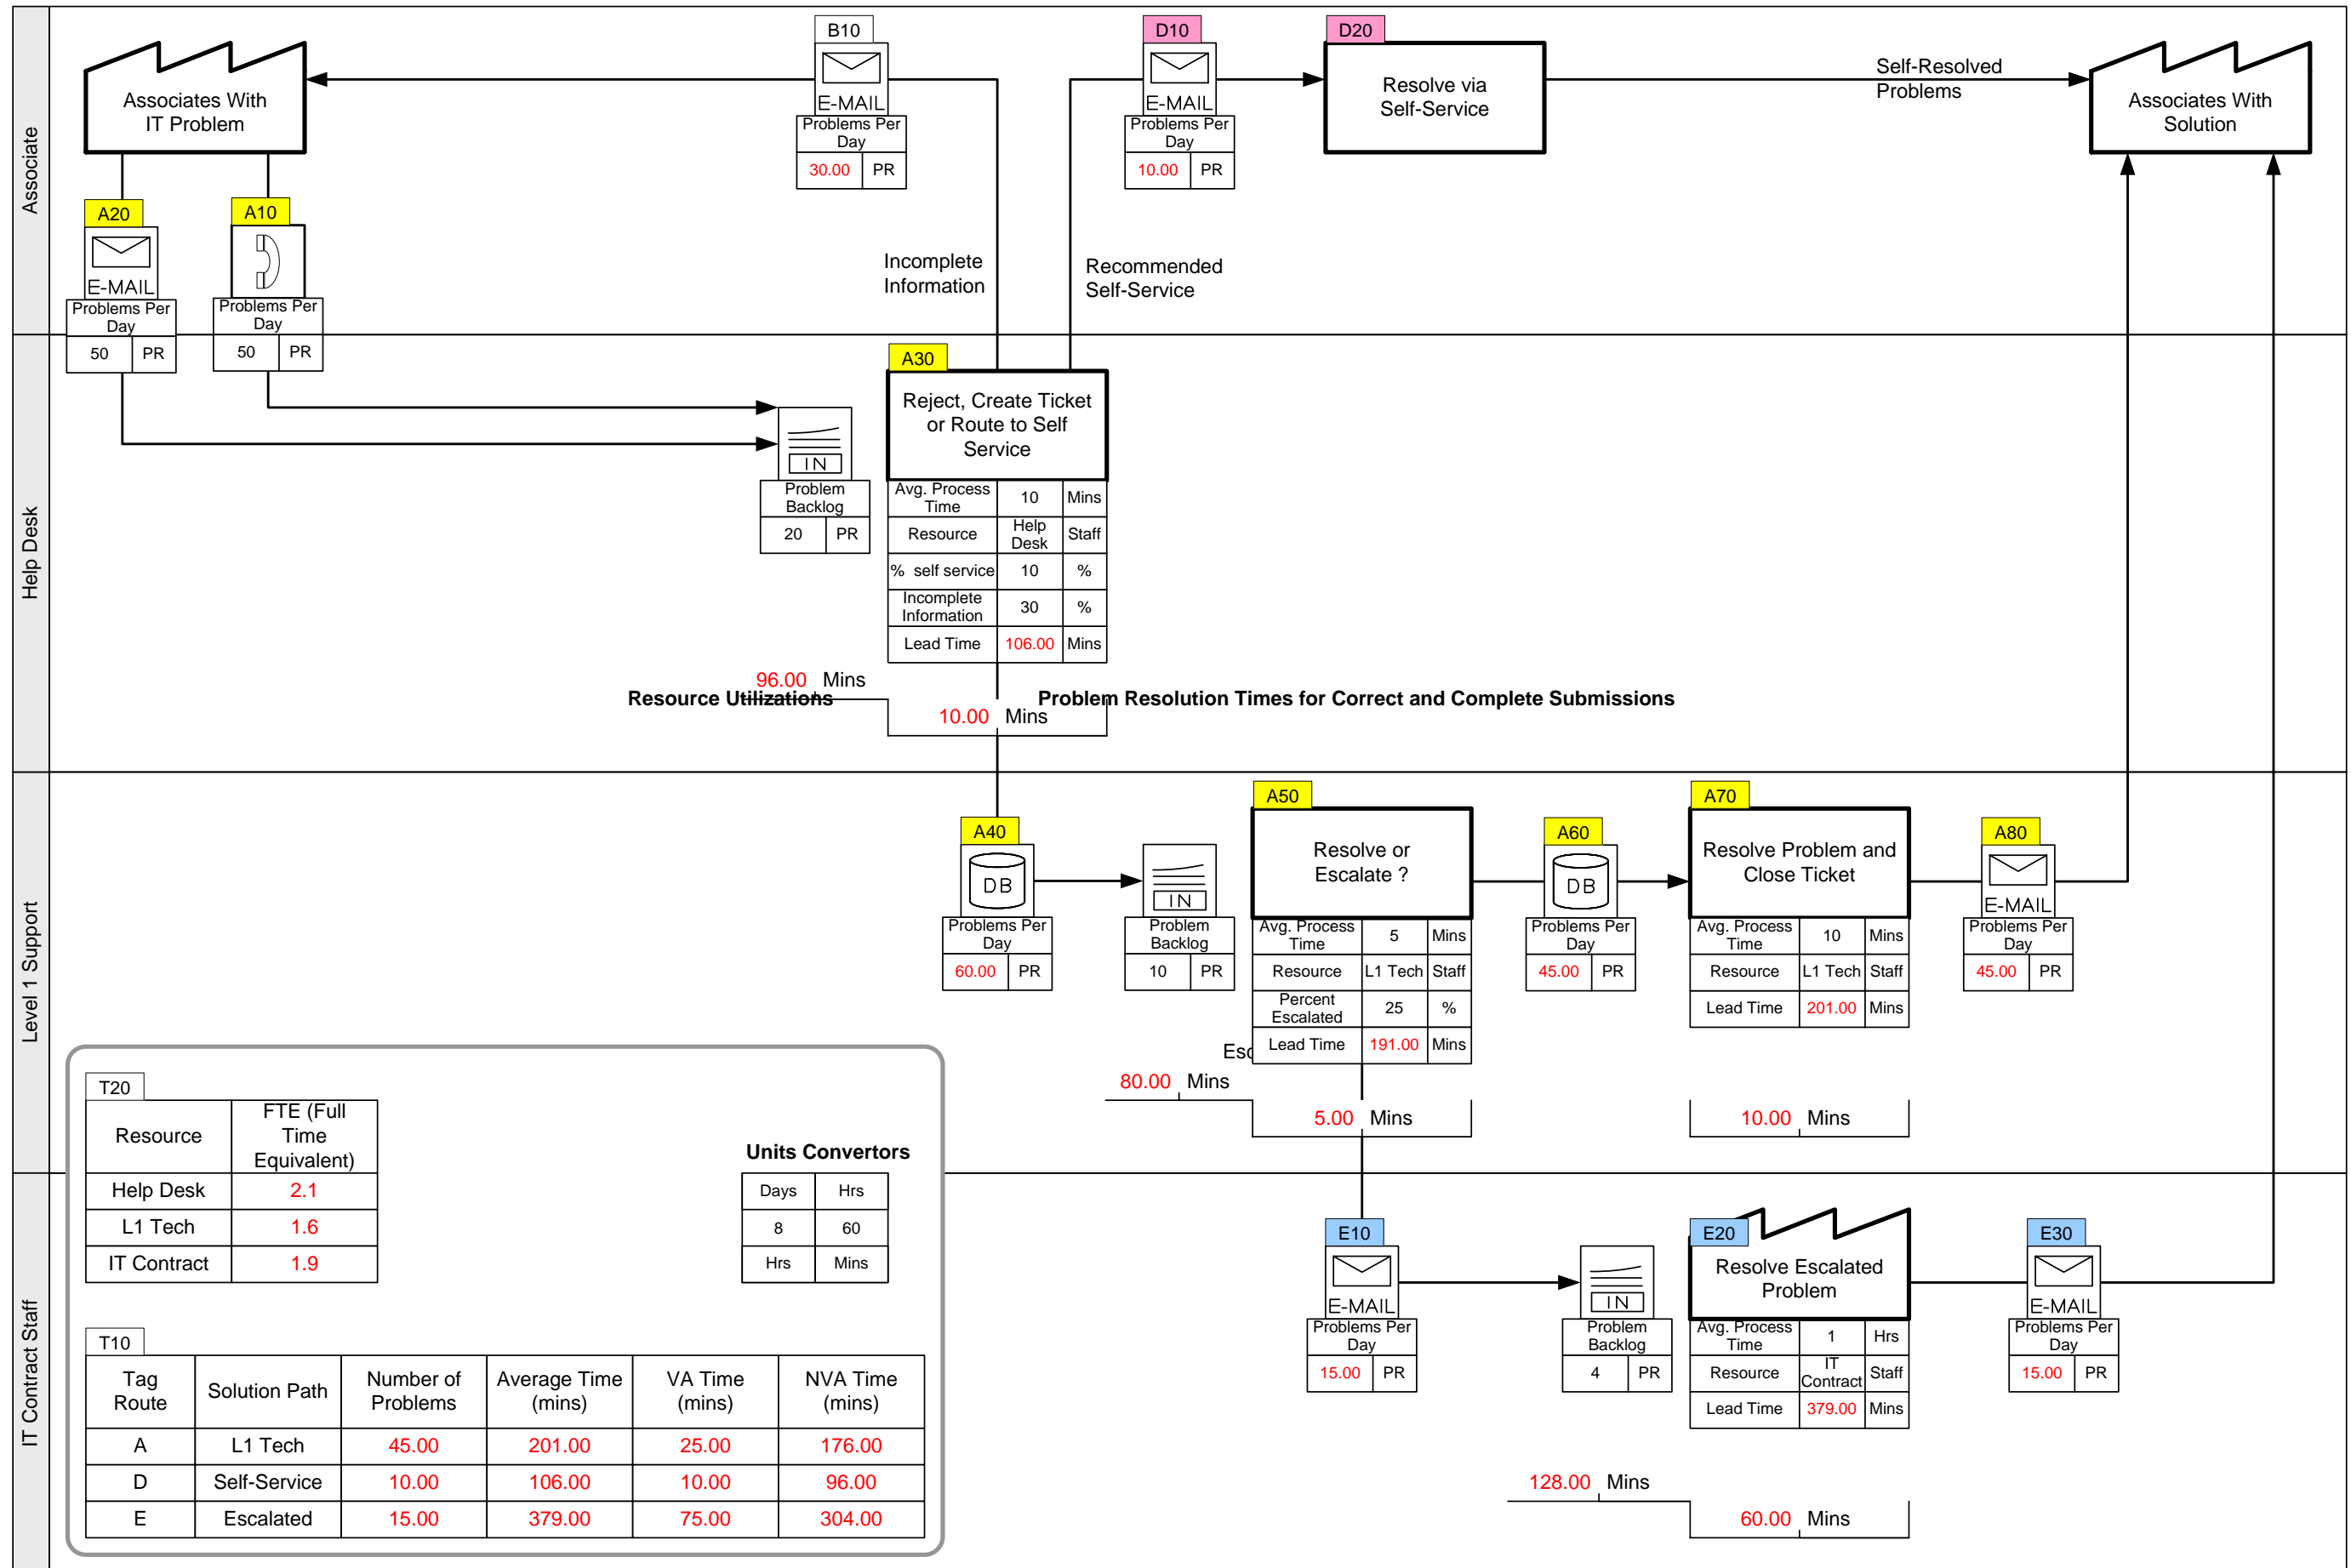 Associate
Help Desk
Level 1 Support
IT Contract Staff
Associates With
IT Problem
A20
E-MAIL
Problems Per
Day
50 PR
A10
Problems Per
Day
50 PR
B10
E-MAIL
Problems Per
Day
30.00 PR
Incomplete
Information
D10
E-MAIL
Problems Per
Day
10.00 PR
Recommended
Self-Service
D20
Resolve via
Self-Service
Self-Resolved
Problems
Associates With
Solution
IN
Problem
Backlog
20 PR
A30
Reject, Create Ticket
or Route to Self
Service
Avg. Process
Time
10 Mins
Resource
Help
Desk
Staff
% self service 10 %
Incomplete
Information
30 %
Lead Time 106.00 Mins
96.00 Mins
10.00 Mins
Resource Utilizations
Problem Resolution Times for Correct and Complete Submissions
A40
DB
Problems Per
Day
60.00 PR
IN
Problem
Backlog
10 PR
A50
Resolve or
Escalate ?
Avg. Process
Time
5 Mins
Resource L1 Tech Staff
Percent
Escalated
25 %
Lead Time 191.00 Mins
Esc
80.00 Mins
5.00 Mins
A60
DB
Problems Per
Day
45.00 PR
A70
Resolve Problem and
Close Ticket
Avg. Process
Time
10 Mins
Resource L1 Tech Staff
Lead Time 201.00 Mins
10.00 Mins
A80
E-MAIL
Problems Per
Day
45.00 PR
T20
Resource
FTE (Full
Time
Equivalent)
Help Desk 2.1
L1 Tech 1.6
IT Contract 1.9
Units Convertors
Days Hrs
8 60
Hrs Mins
T10
Tag
Route
Solution Path
Number of
Problems
Average Time
(mins)
VA Time
(mins)
NVA Time
(mins)
A L1 Tech 45.00 201.00 25.00 176.00
D Self-Service 10.00 106.00 10.00 96.00
E Escalated 15.00 379.00 75.00 304.00
E10
E-MAIL
Problems Per
Day
15.00 PR
IN
Problem
Backlog
4 PR
E20
Resolve Escalated
Problem
Avg. Process
Time
1 Hrs
Resource
IT
Contract
Staff
Lead Time 379.00 Mins
128.00 Mins
60.00 Mins
E30
E-MAIL
Problems Per
Day
15.00 PR